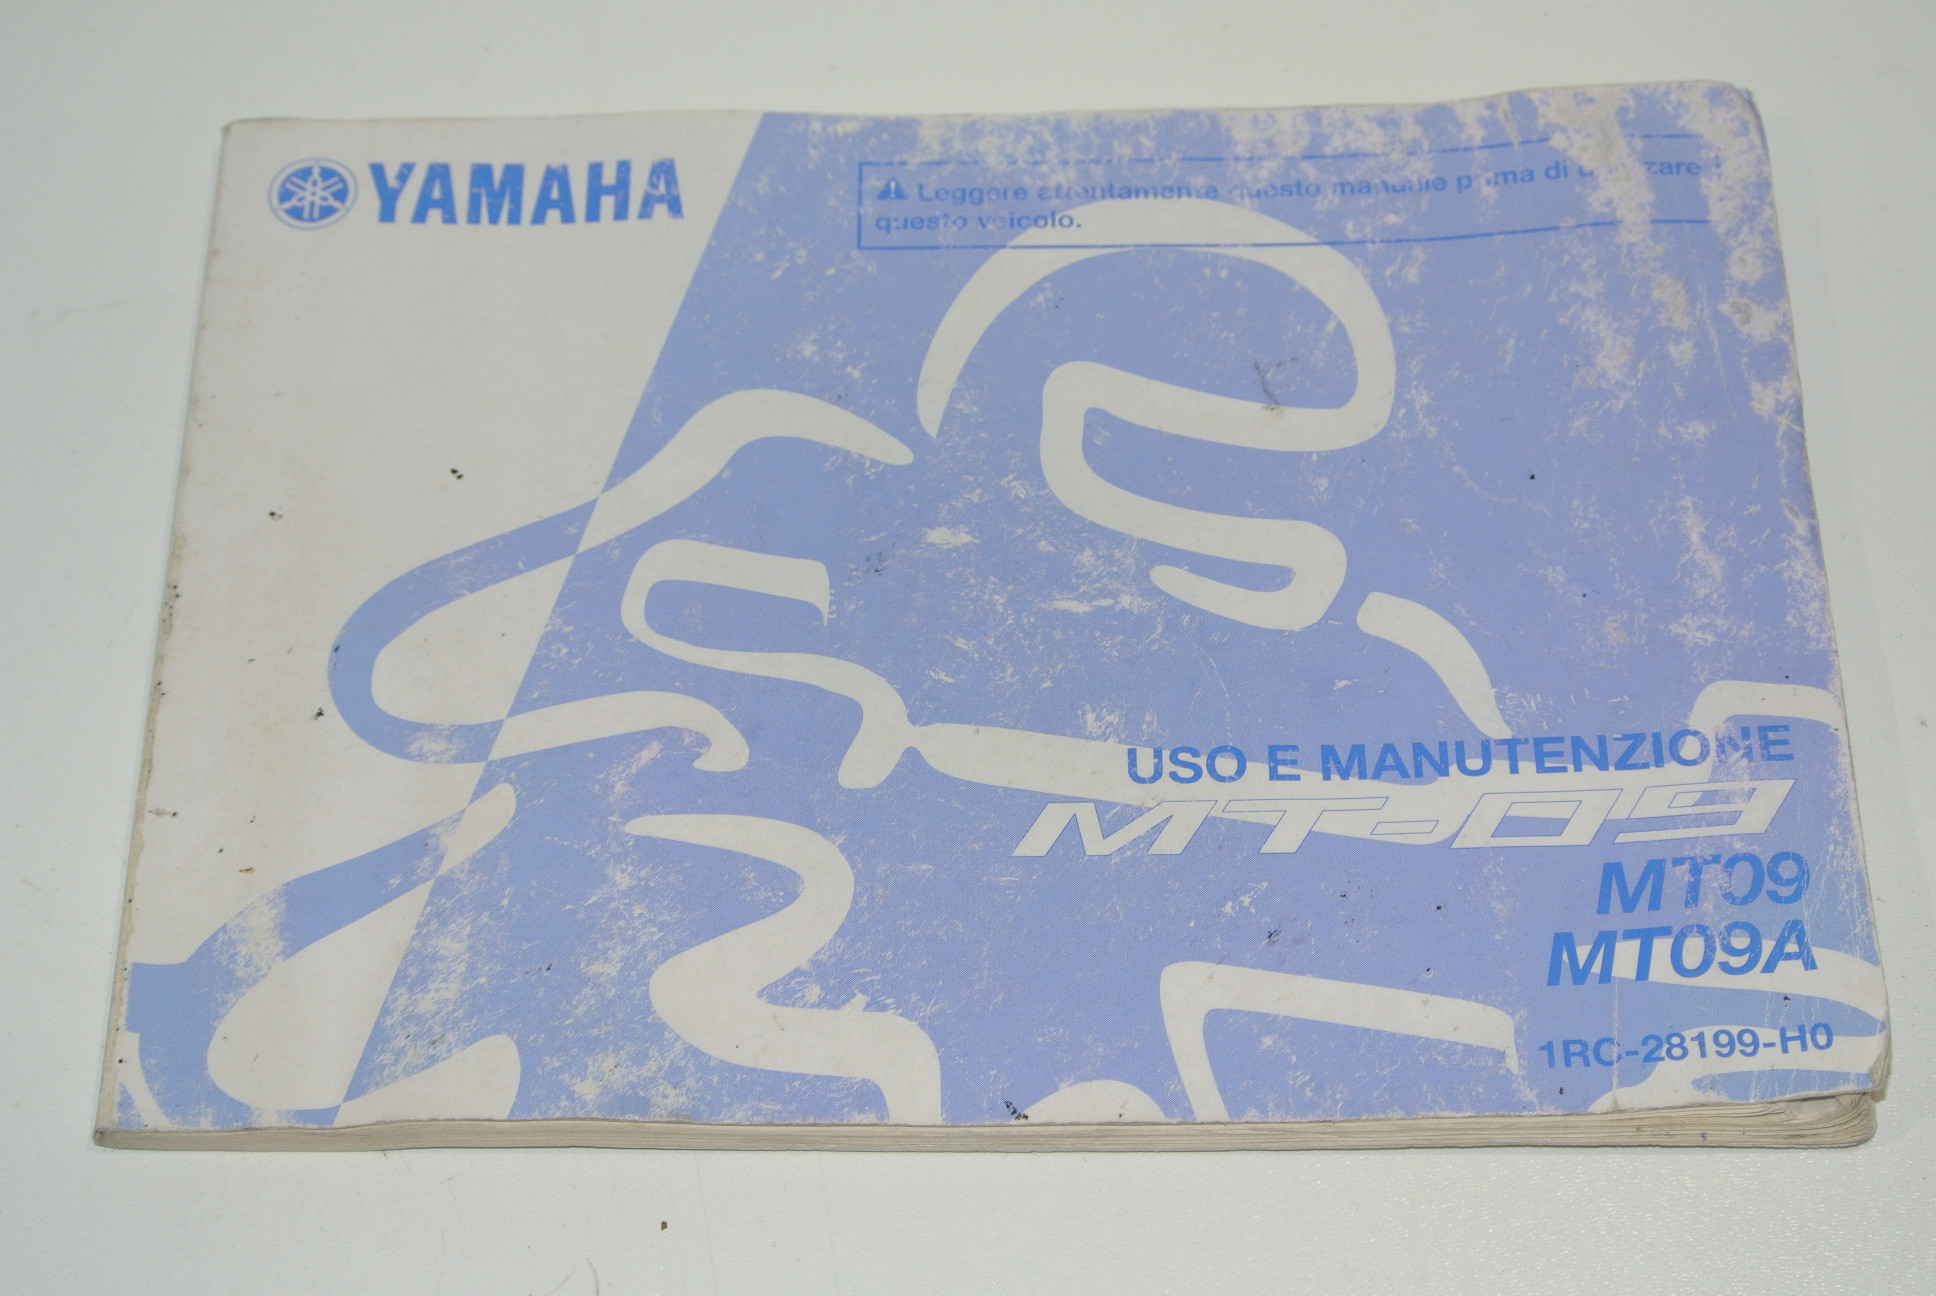 YAMAHA
Leggere attentamente questo manuale prima di utilizzare
questo veicolo.
USO E MANUTENZIONE
MT-09
MT09
MT09A
1RC-28199-H0